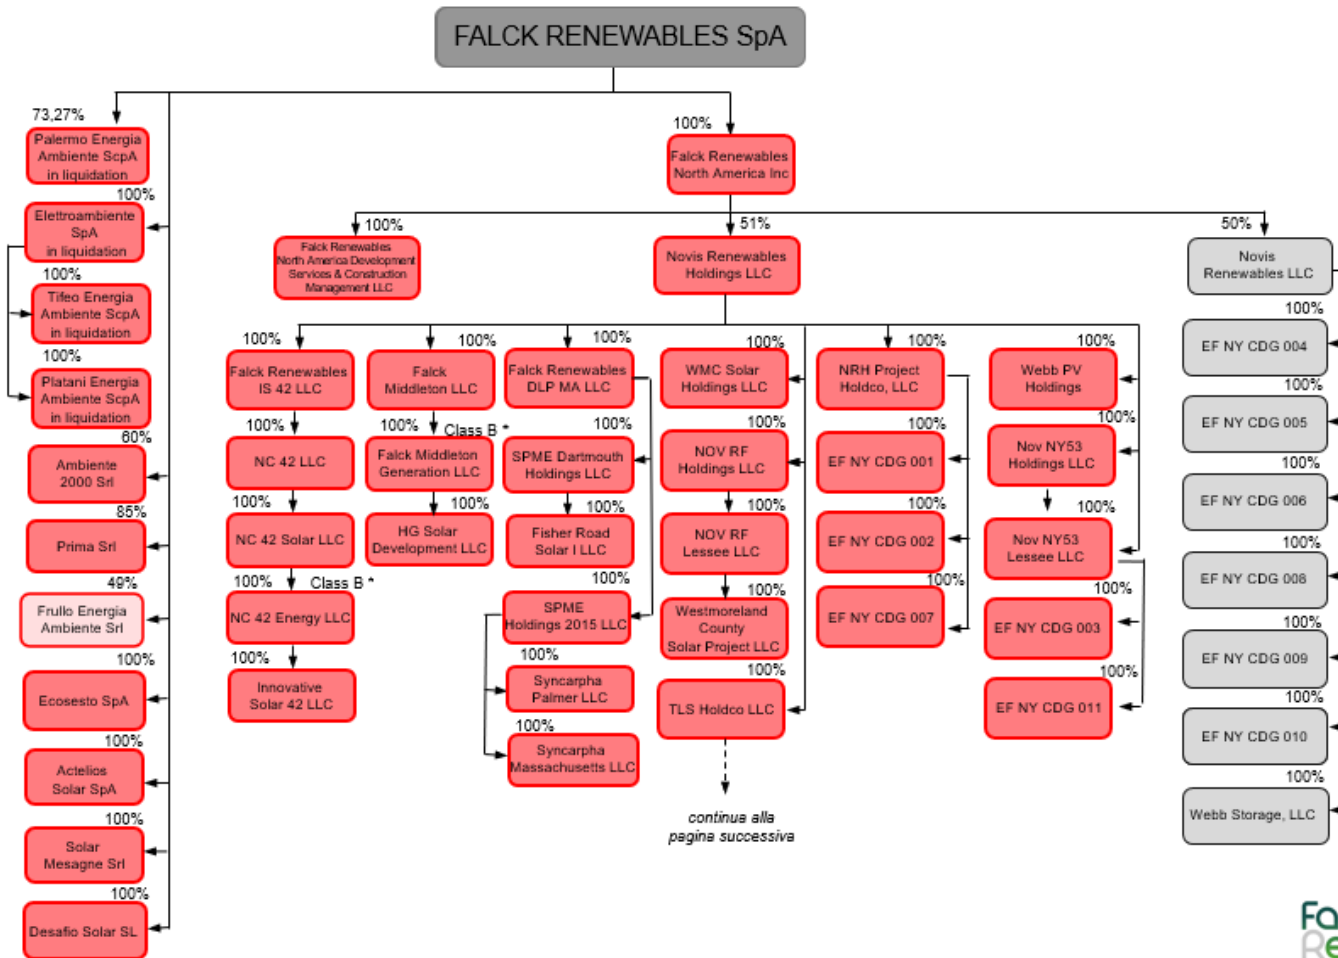 FALCK RENEWABLES SpA
73,27%
Palermo Energia
Ambiente ScpA
in liquidation
100%
Elettroambiente
SpA
in liquidation
100%
Tifeo Energia
Ambiente ScpA
in liquidation
100%
Platani Energia
Ambiente ScpA
in liquidation
60%
Ambiente
2000 Srl
85%
Prima Srl
49%
Frullo Energia
Ambiente Srl
100%
Ecosesto SpA
100%
Actelios
Solar SpA
100%
Solar
Mesagne Srl
100%
Desafio Solar SL
100%
Falck Renewables
North America Inc
100%
Falck Renewables
North America Development
Services & Construction
Management LLC
51%
Novis Renewables
Holdings LLC
50%
Novis
Renewables LLC
100%
Falck Renewables
IS 42 LLC
100%
NC 42 LLC
100%
NC 42 Solar LLC
100%
Class B *
NC 42 Energy LLC
100%
Innovative
Solar 42 LLC
100%
Falck
Middleton LLC
100%
Class B *
Falck Middleton
Generation LLC
100%
HG Solar
Development LLC
100%
Falck Renewables
DLP MA LLC
100%
SPME Dartmouth
Holdings LLC
100%
Fisher Road
Solar I LLC
100%
SPME
Holdings 2015 LLC
100%
Syncarpha
Palmer LLC
100%
Syncarpha
Massachusetts LLC
100%
WMC Solar
Holdings LLC
100%
NOV RF
Holdings LLC
100%
NOV RF
Lessee LLC
100%
Westmoreland
County
Solar Project LLC
100%
TLS Holdco LLC
continua alla
pagina successiva
100%
NRH Project
Holdco, LLC
100%
EF NY CDG 001
100%
EF NY CDG 002
100%
EF NY CDG 007
100%
Webb PV
Holdings
100%
Nov NY53
Holdings LLC
100%
Nov NY53
Lessee LLC
100%
EF NY CDG 003
100%
EF NY CDG 011
100%
EF NY CDG 004
100%
EF NY CDG 005
100%
EF NY CDG 006
100%
EF NY CDG 008
100%
EF NY CDG 009
100%
EF NY CDG 010
100%
Webb Storage, LLC
Fa
Re